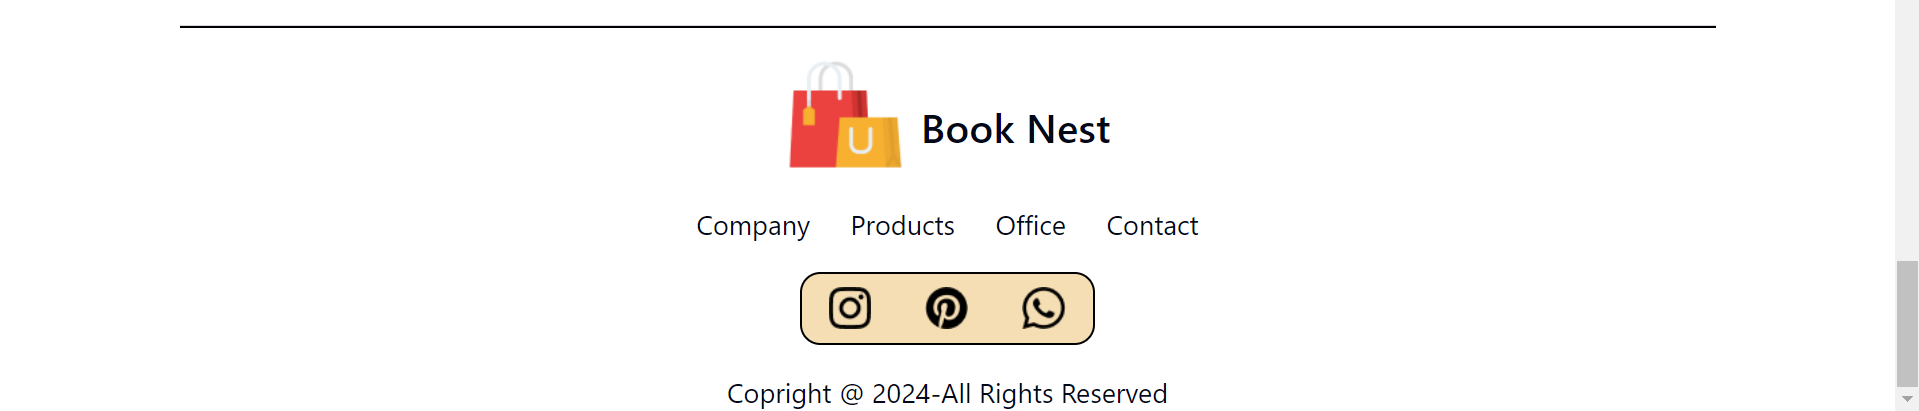 U
Book Nest
Company Products Office Contact
Copright @ 2024-All Rights Reserved